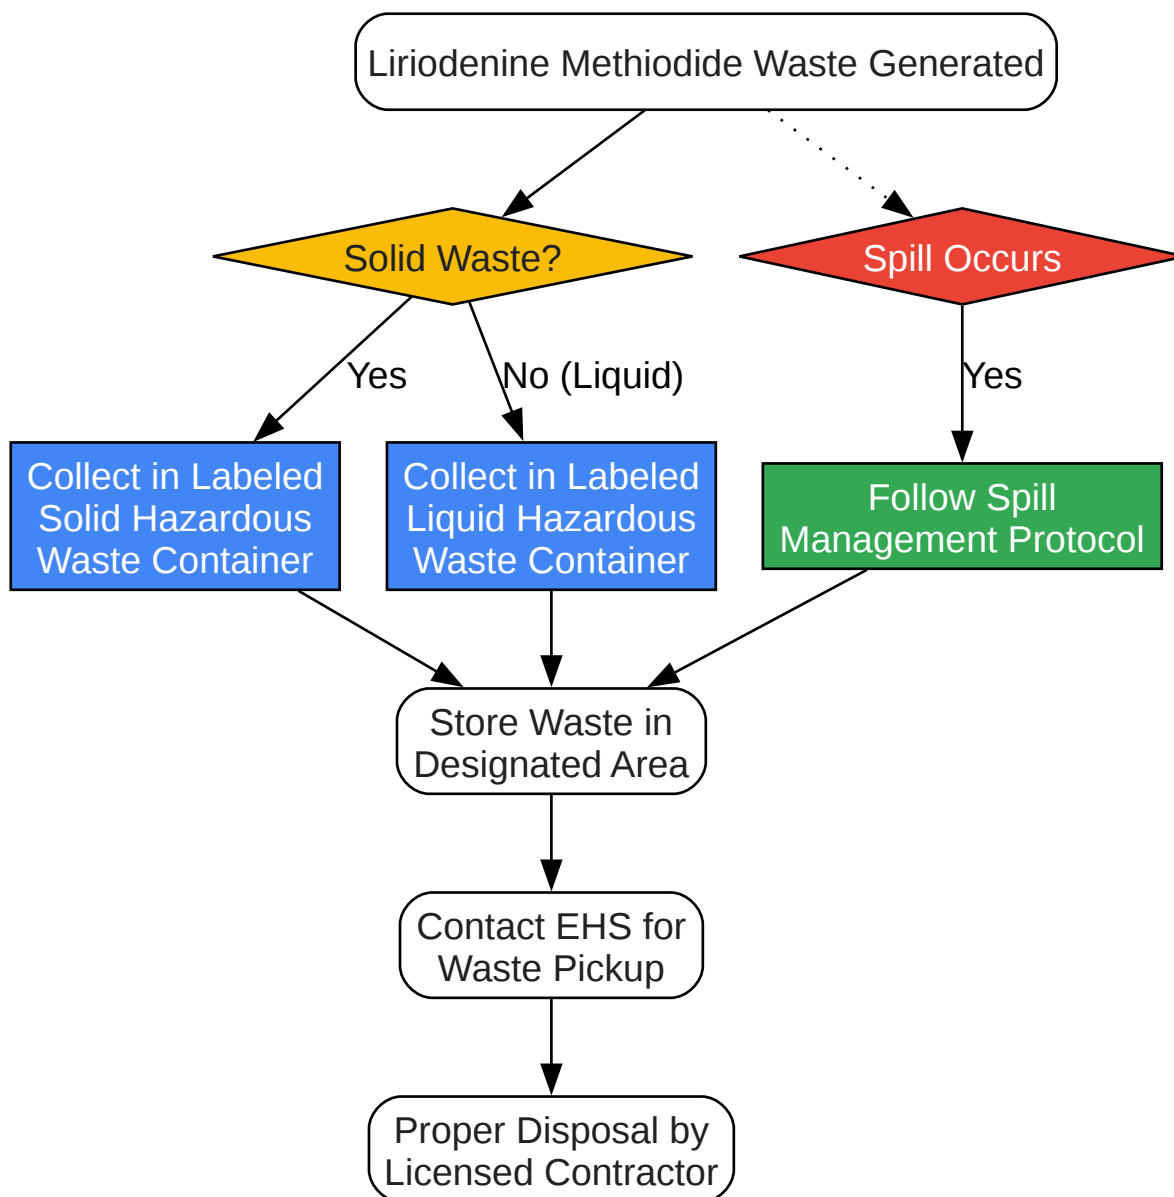 Liriodenine Methiodide Waste Generated
Solid Waste?
Spill Occurs
Yes
No (Liquid)
Yes
Collect in Labeled
Solid Hazardous
Waste Container
Collect in Labeled
Liquid Hazardous
Waste Container
Follow Spill
Management Protocol
Store Waste in
Designated Area
Contact EHS for
Waste Pickup
Proper Disposal by
Licensed Contractor